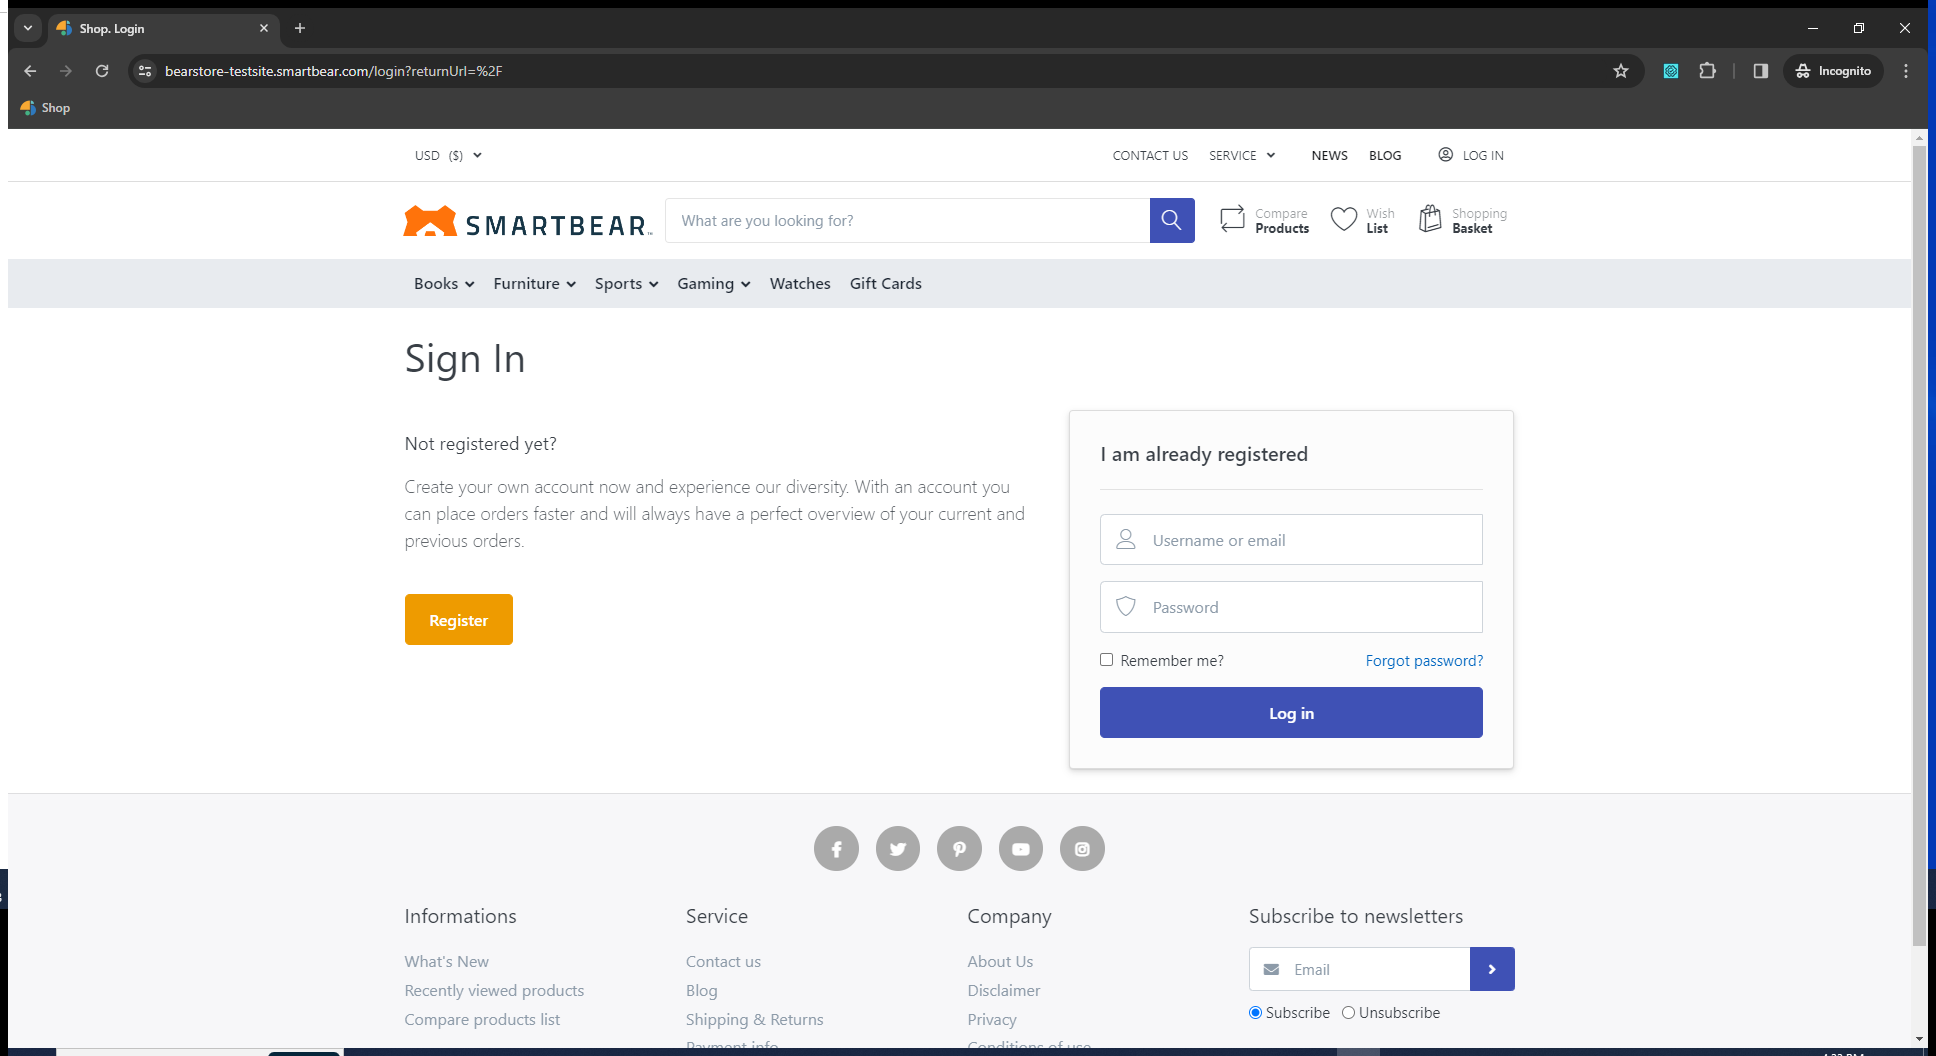 Shop. Login
bearstore-testsite.smartbear.com/login?returnUrl=%2F
Incognito
Shop
USD ($)
CONTACT US SERVICE NEWS BLOG LOG IN
SMARTBEAR
What are you looking for?
Compare Products
Wish List
Shopping Basket
Books Furniture Sports Gaming Watches Gift Cards
Sign In
Not registered yet?
Create your own account now and experience our diversity. With an account you
can place orders faster and will always have a perfect overview of your current and
previous orders.
Register
I am already registered
Username or email
Password
Remember me? Forgot password?
Log in
Informations
What's New
Recently viewed products
Compare products list
Service
Contact us
Blog
Shipping & Returns
Payment info
Company
About Us
Disclaimer
Privacy
Conditions of use
Subscribe to newsletters
Email
Subscribe Unsubscribe